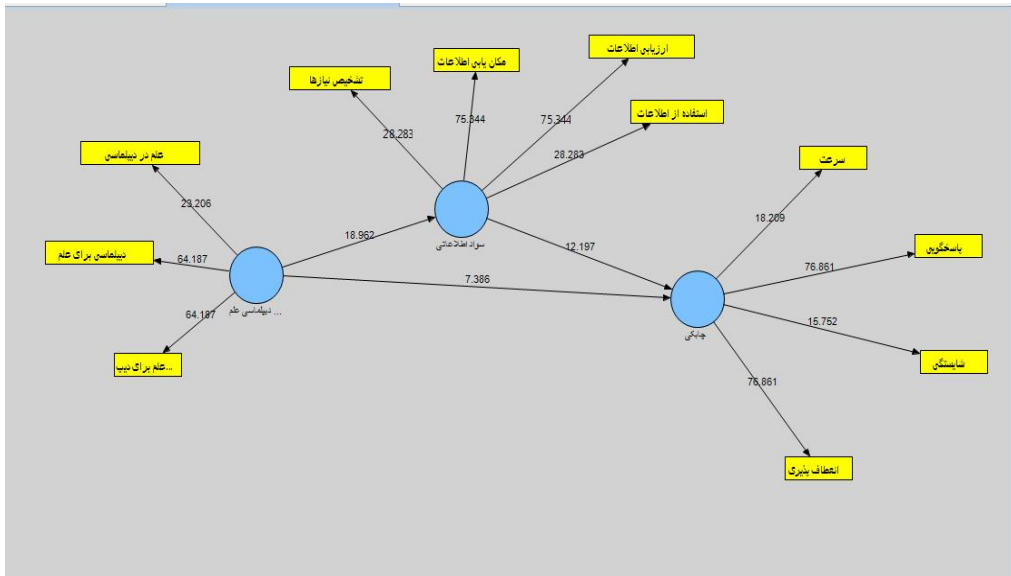 ارزیابی اطلاعات
مکان یابی اطلاعات
تشخیص نیازها
75.344
75.344
استفاده از اطلاعات
28.283
28.283
علم در دیپلماسی
سرعت
23.206
سواد اطلاعاتی
18.962
18.209
دیپلماسی برای علم
64.187
12.197
پاسخگویی
76.861
7.386
دیپلماسی علم ...
64.187
15.752
چابکی
علم برای دیپ...
شایستگی
76.861
انعطاف پذیری